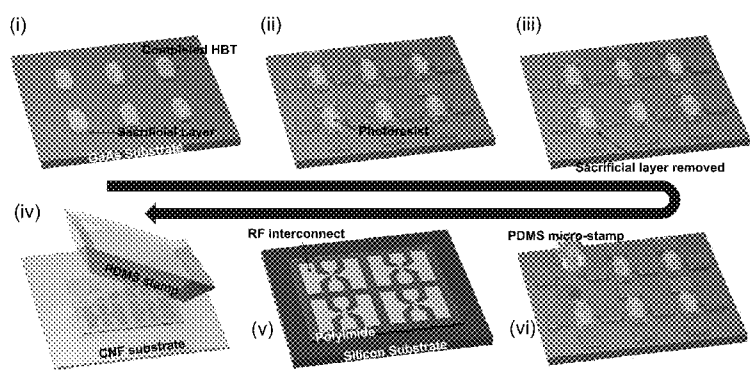 (i)
Completed HBT
Sacrificial Layer
GaAs Substrate
(ii)
Photoresist
(iii)
Sacrificial layer removed
(iv)
PDMS stamp
CNF substrate
RF interconnect
(v)
Polyimide
Silicon Substrate
PDMS micro-stamp
(vi)